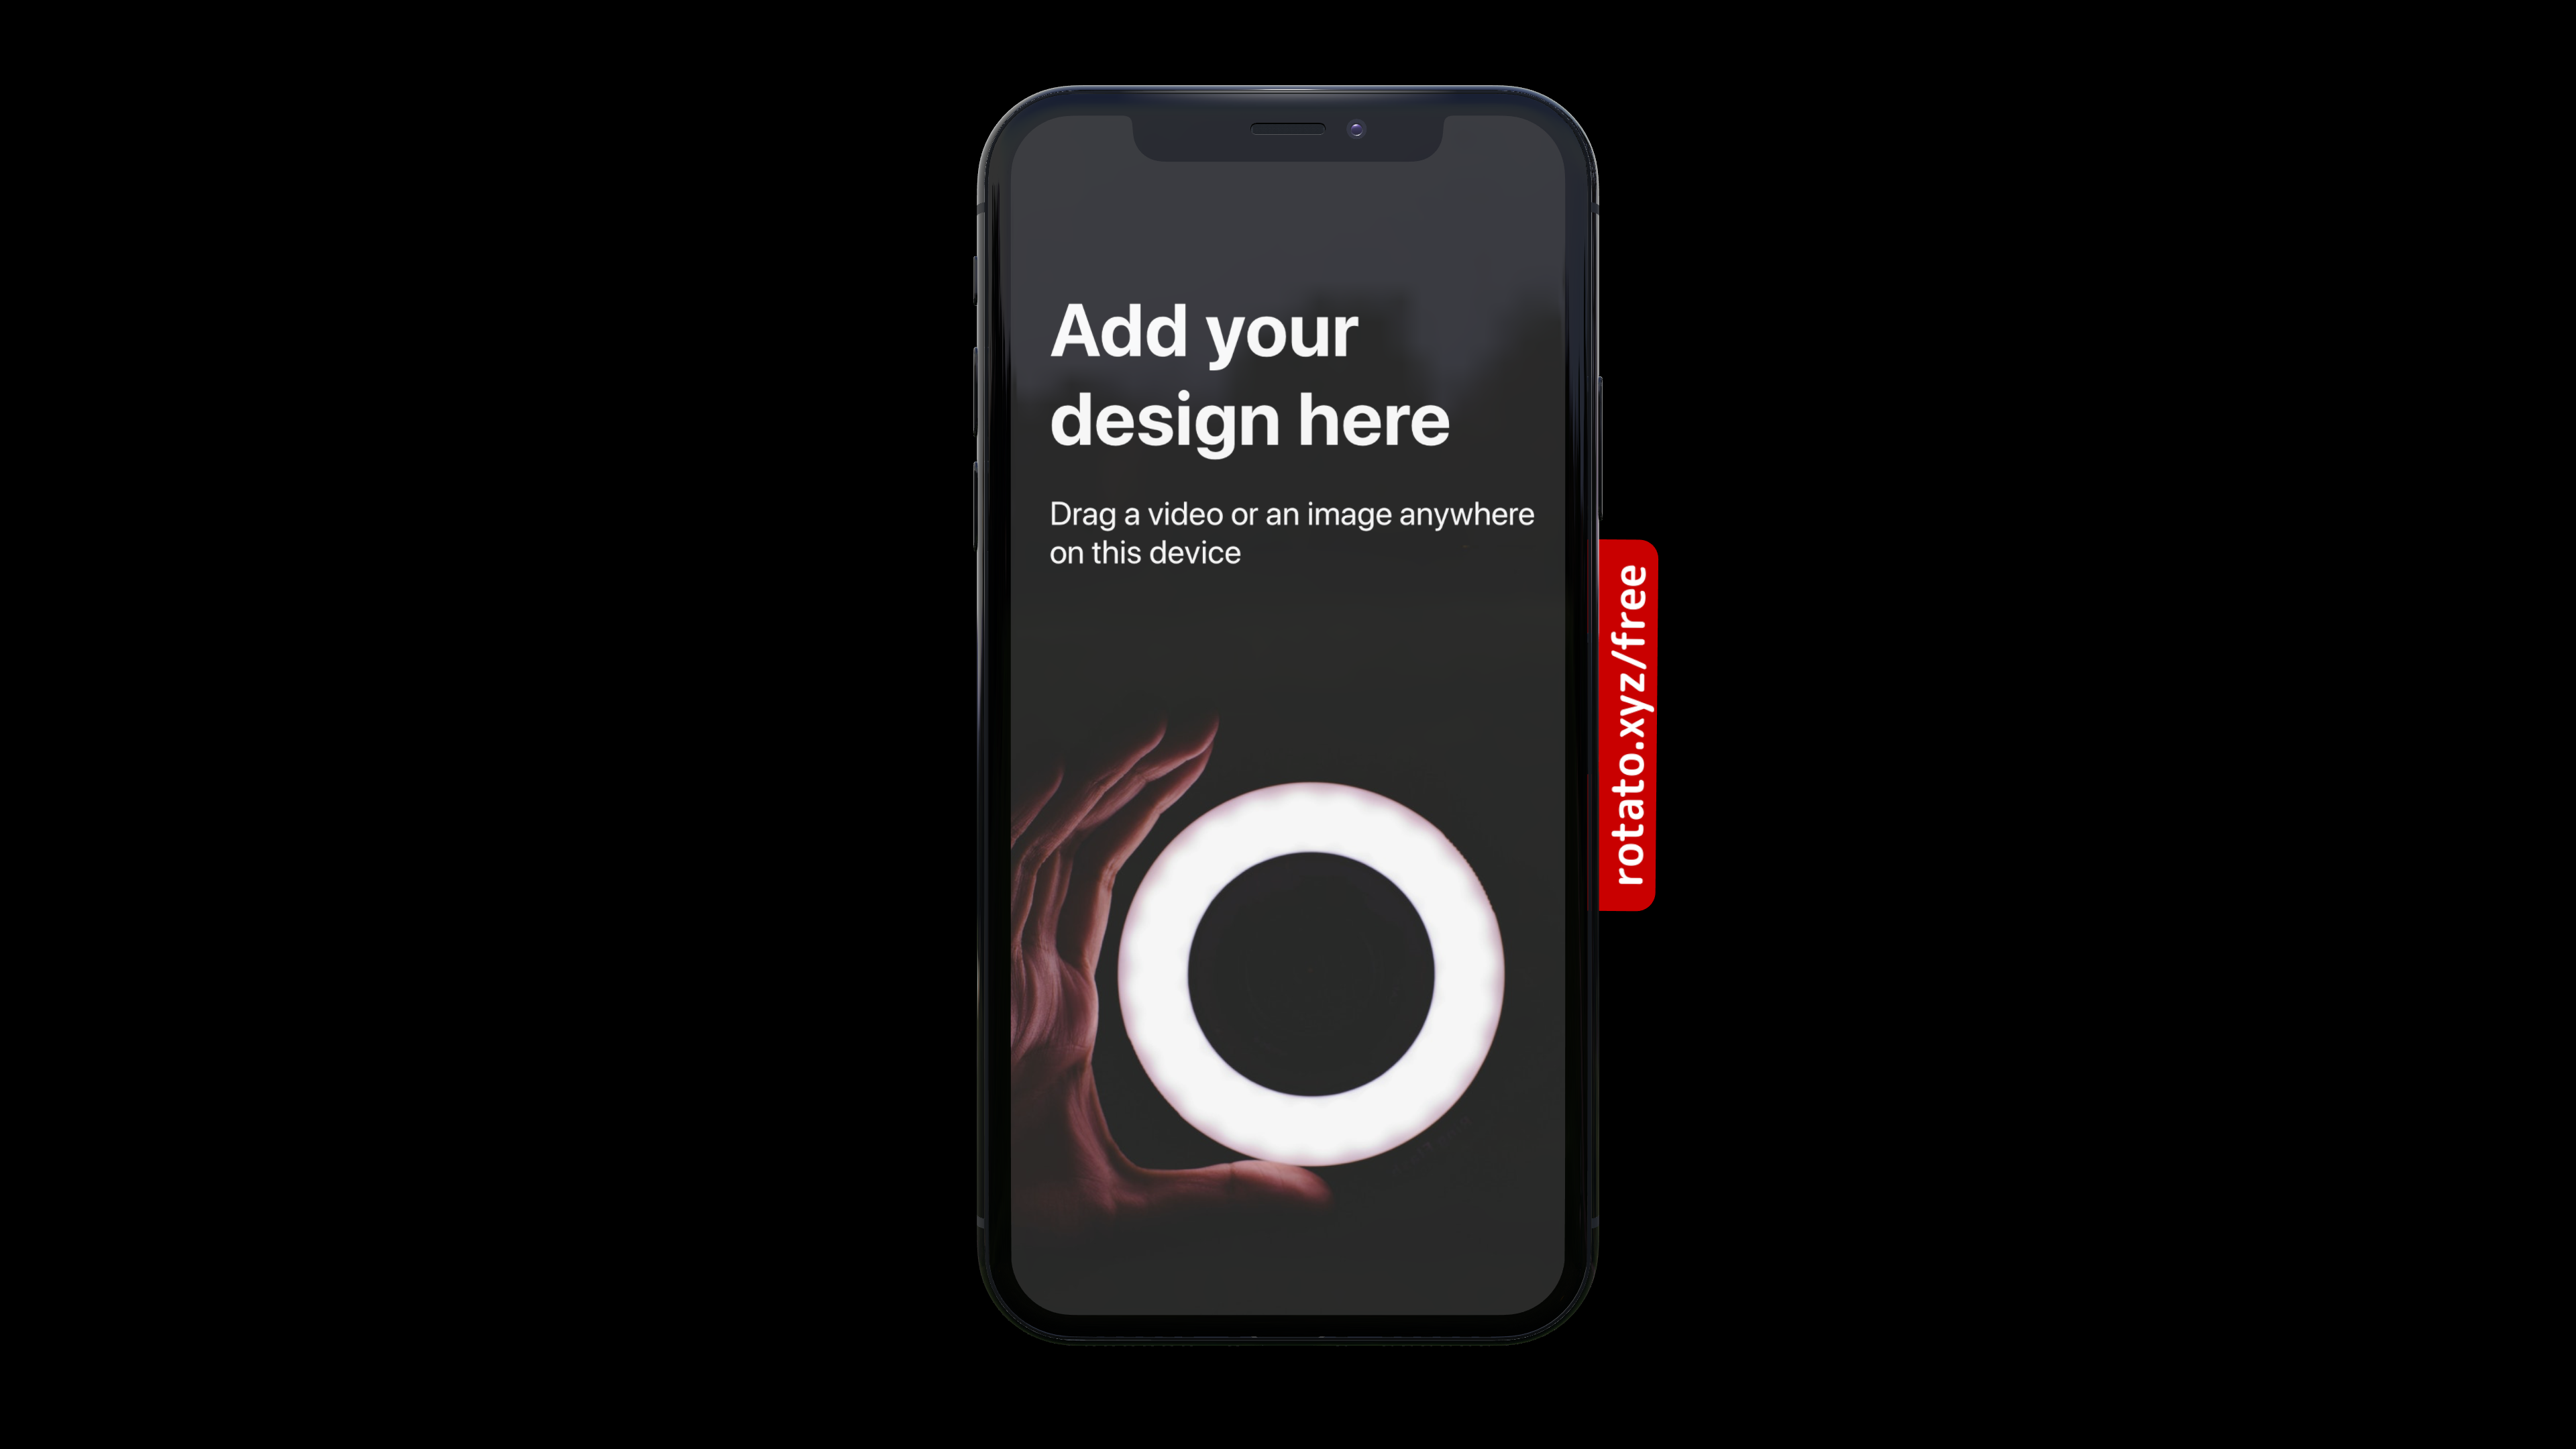 Add your
design here
Drag a video or an image anywhere
on this device
rotato.xyz/free